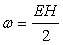 ω = EH/2